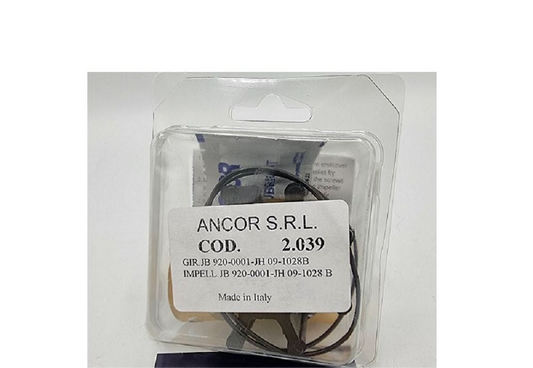 ANCOR S.R.L.
COD. 2.039
GIR.JB 920-0001-JH 09-1028B
IMPELL JB 920-0001-JH 09-1028 B
Made in Italy